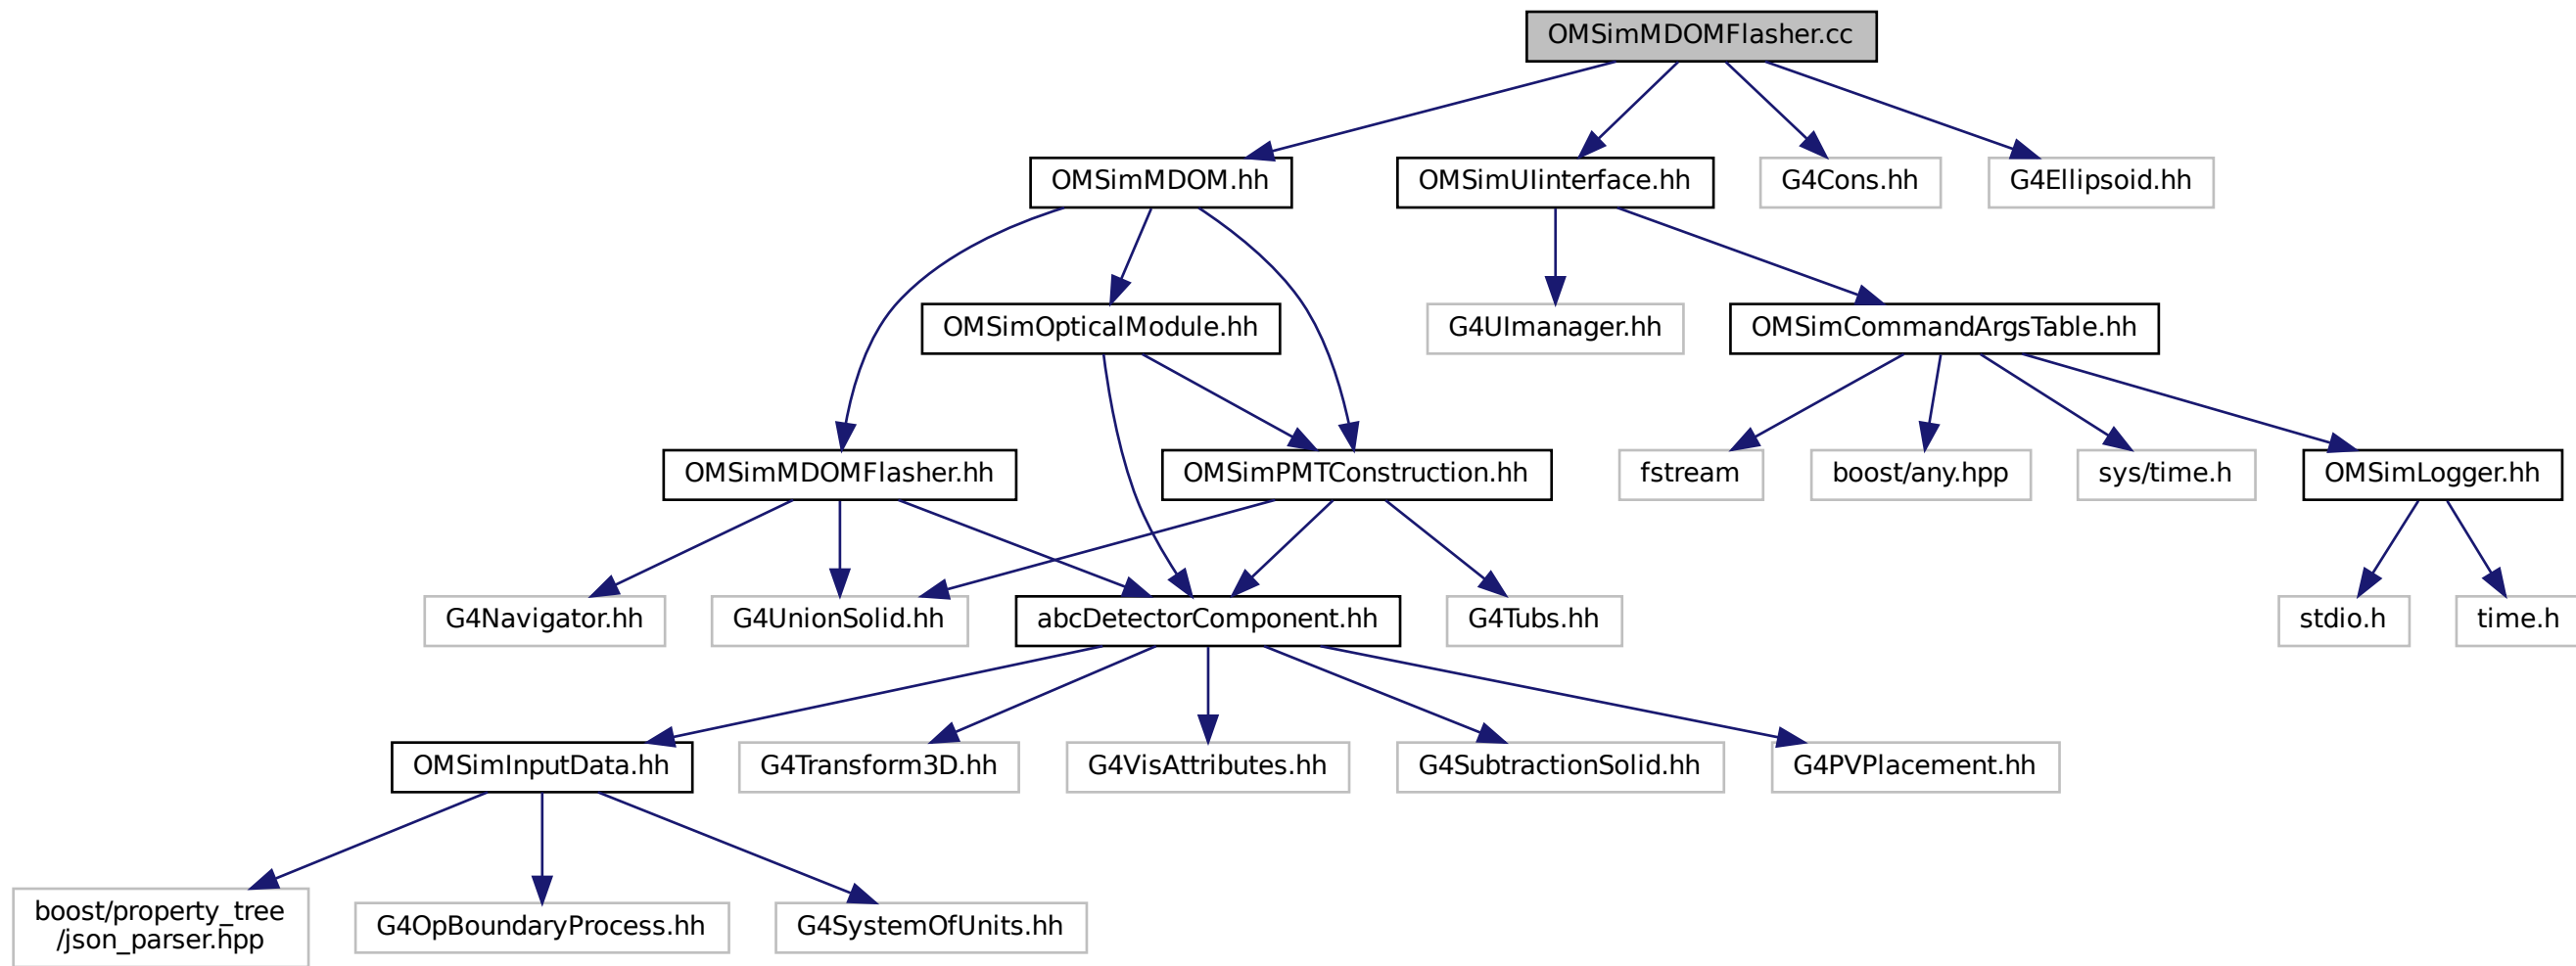 OMSimMDOMFlasher.cc
OMSimMDOM.hh
OMSimUIinterface.hh
G4Cons.hh
G4Ellipsoid.hh
OMSimOpticalModule.hh
G4UImanager.hh
OMSimCommandArgsTable.hh
OMSimMDOMFlasher.hh
OMSimPMTConstruction.hh
fstream
boost/any.hpp
sys/time.h
OMSimLogger.hh
G4Navigator.hh
G4UnionSolid.hh
abcDetectorComponent.hh
G4Tubs.hh
stdio.h
time.h
OMSimInputData.hh
G4Transform3D.hh
G4VisAttributes.hh
G4SubtractionSolid.hh
G4PVPlacement.hh
boost/property_tree
/json_parser.hpp
G4OpBoundaryProcess.hh
G4SystemOfUnits.hh